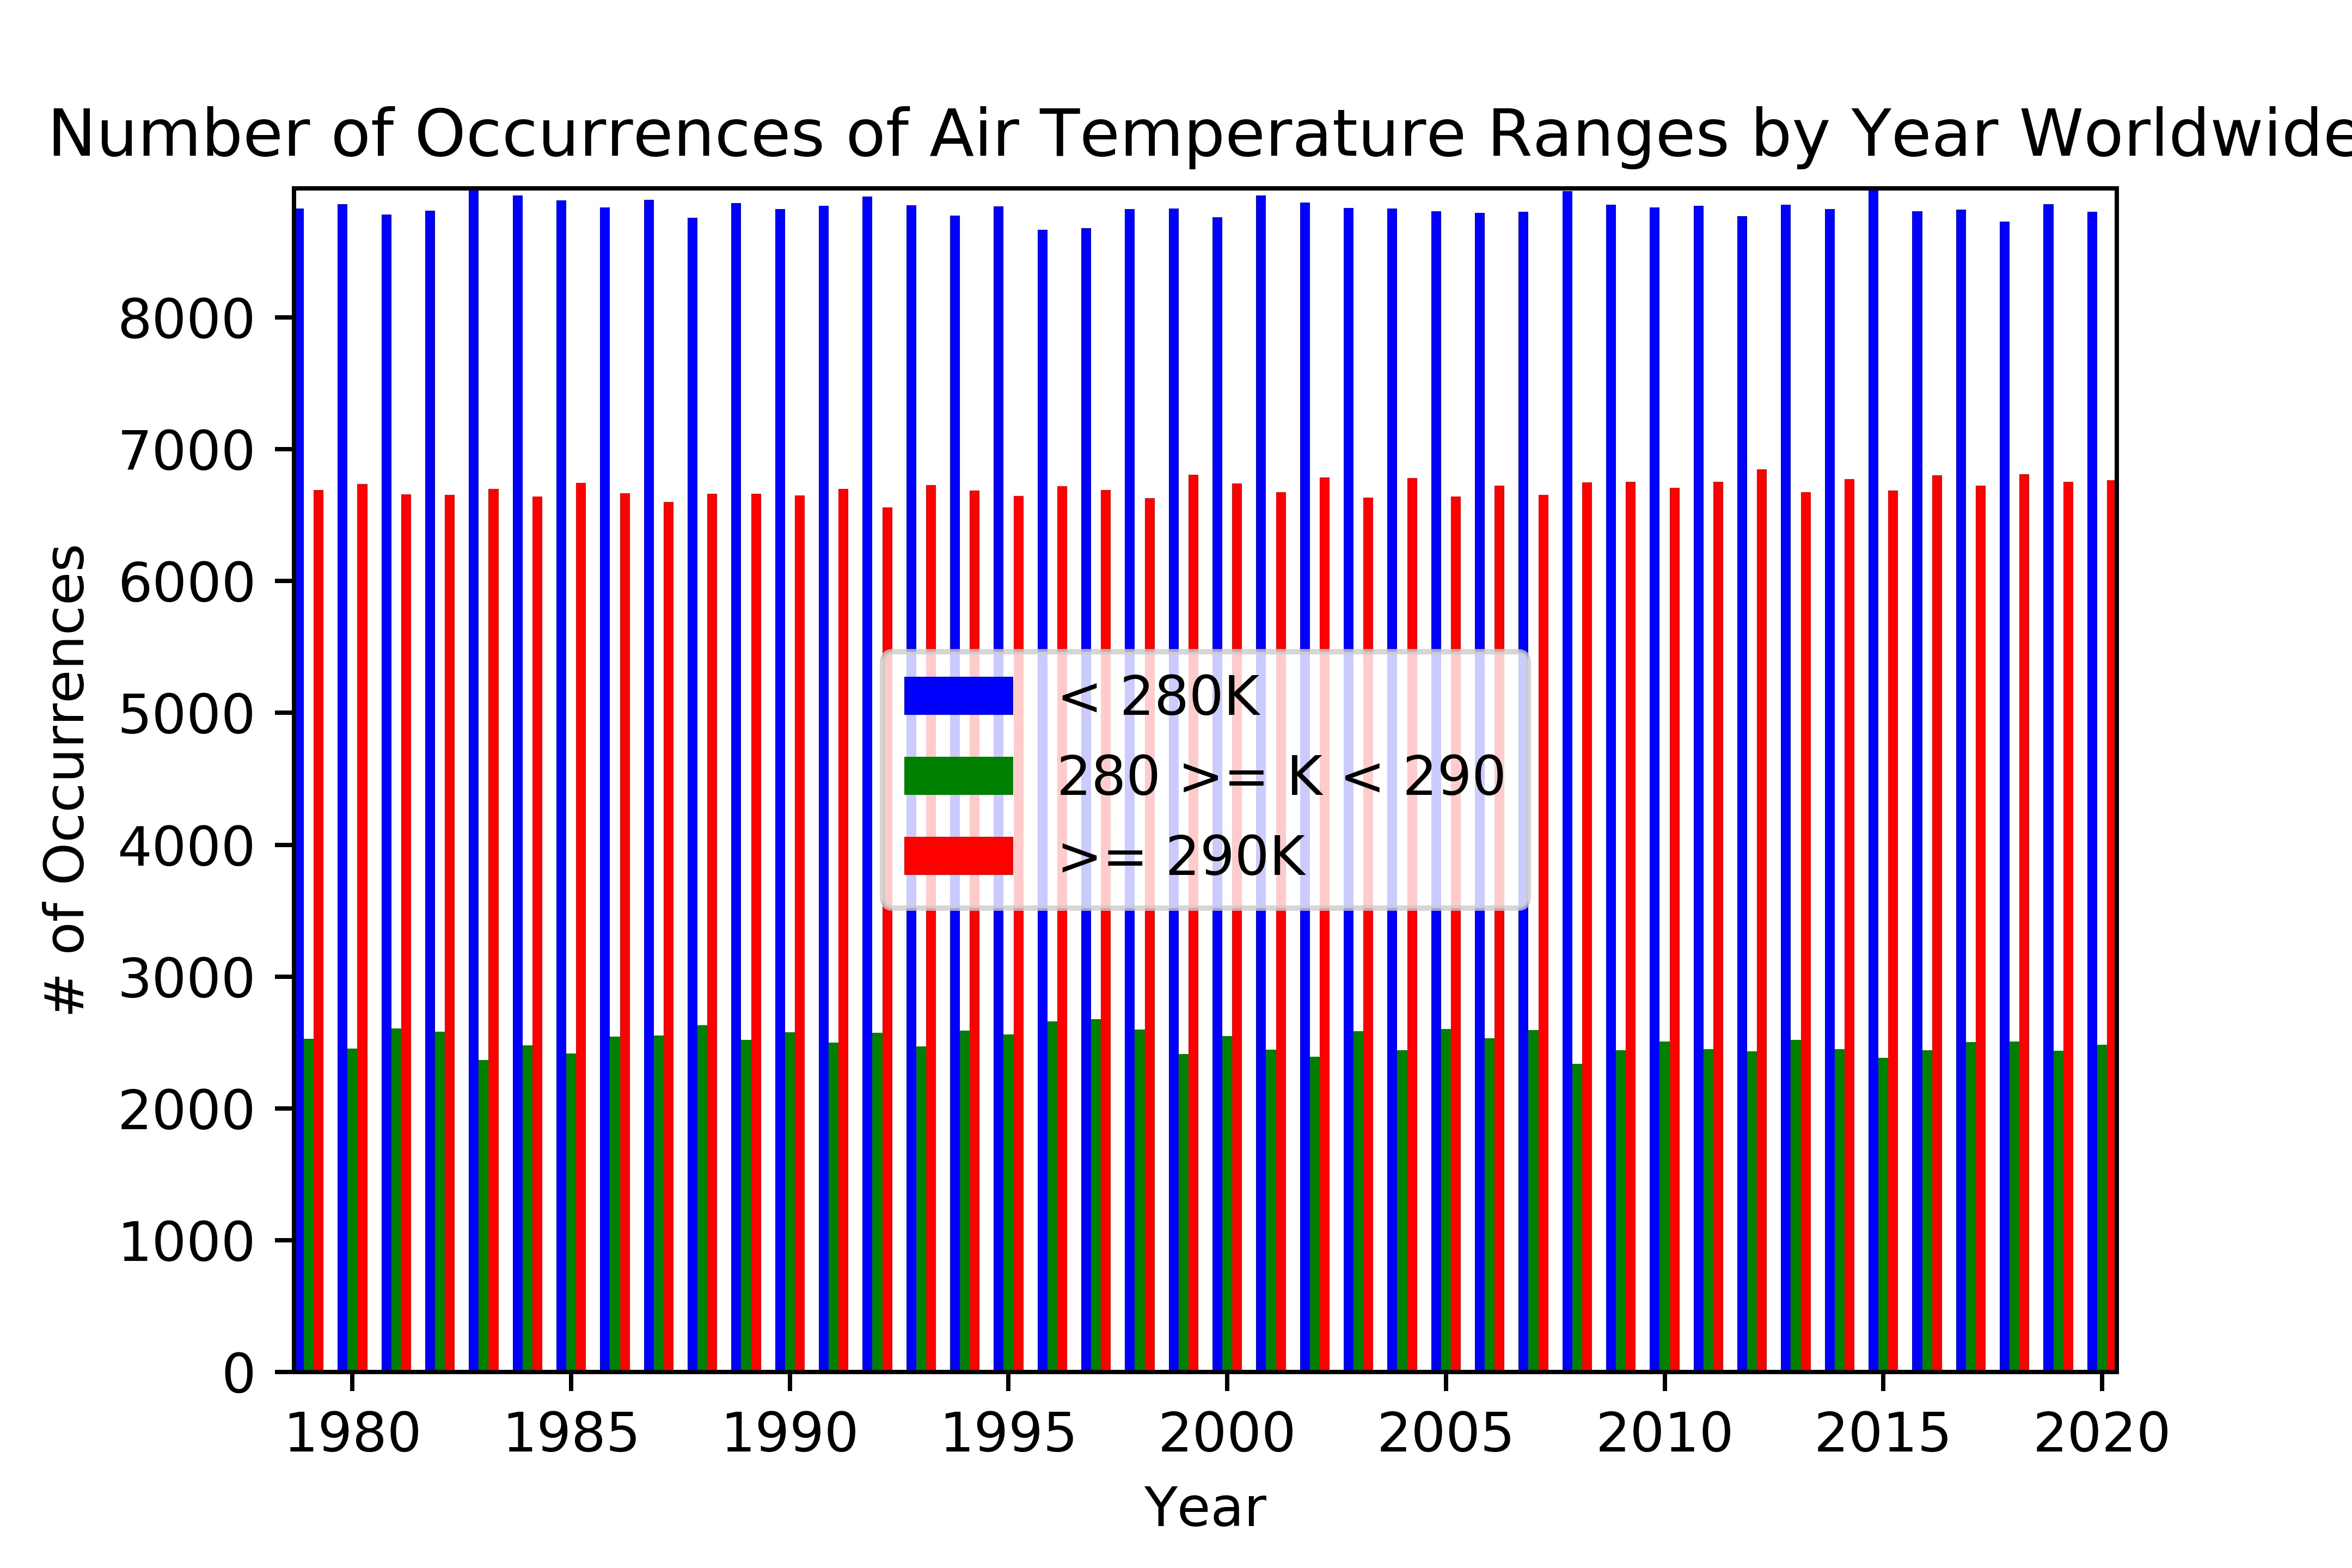 Number of Occurrences of Air Temperature Ranges by Year Worldwide
8000
7000
6000
5000
4000
3000
2000
1000
0
# of Occurrences
< 280K
280 >= K < 290
>= 290K
1980 1985 1990 1995 2000 2005 2010 2015 2020
Year